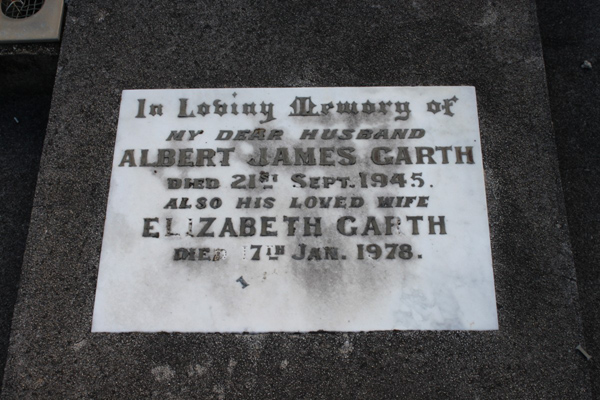 In Loving Memory of
MY DEAR HUSBAND
ALBERT JAMES GARTH
DIED 21ST SEPT. 1945.
ALSO HIS LOVED WIFE
ELIZABETH GARTH
DIED 17TH JAN. 1978.